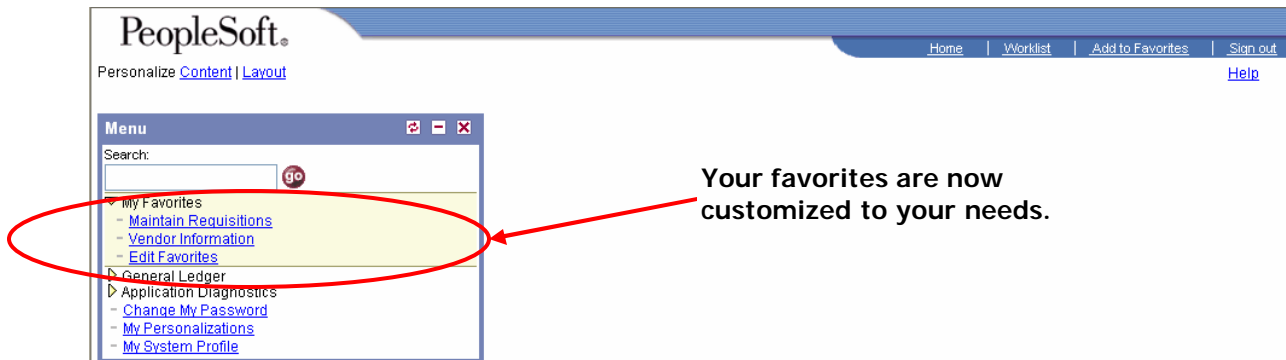 PeopleSoft®
Home | Worklist | Add to Favorites | Sign out
Personalize Content | Layout
Help
Menu
Search:
go
My Favorites
- Maintain Requisitions
- Vendor Information
- Edit Favorites
General Ledger
Application Diagnostics
- Change My Password
- My Personalizations
- My System Profile
Your favorites are now
customized to your needs.